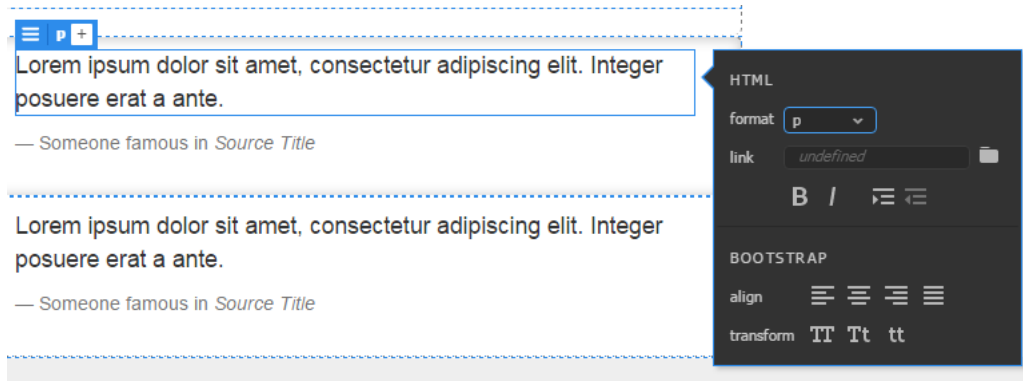 p +
Lorem ipsum dolor sit amet, consectetur adipiscing elit. Integer
posuere erat a ante.
— Someone famous in Source Title
Lorem ipsum dolor sit amet, consectetur adipiscing elit. Integer
posuere erat a ante.
— Someone famous in Source Title
HTML
format p
link undefined
B I
BOOTSTRAP
align
transform TT Tt tt